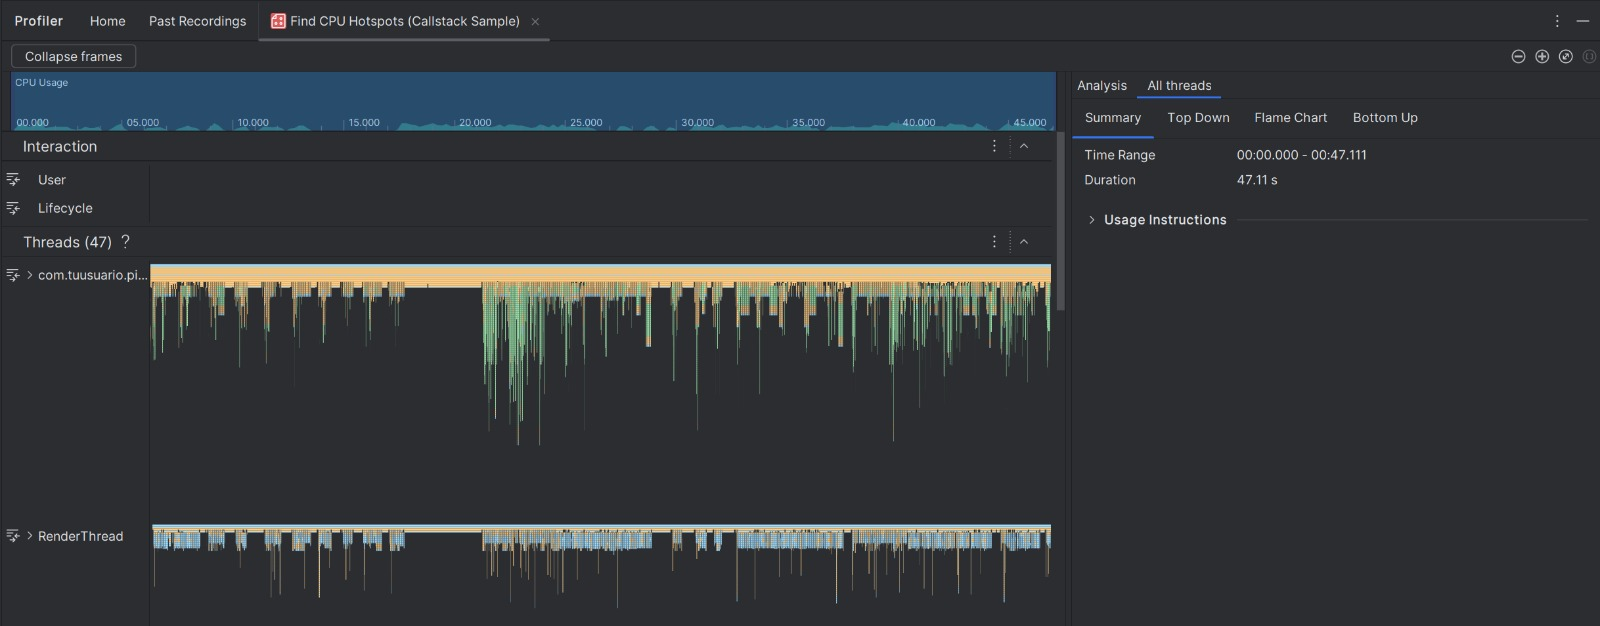 Profiler Home Past Recordings Find CPU Hotspots (Callstack Sample)
Collapse frames
CPU Usage
00.000 05.000 10.000 15.000 20.000 25.000 30.000 35.000 40.000 45.000
Interaction
User
Lifecycle
Threads (47) ?
com.tuusuario.pi...
RenderThread
Analysis All threads
Summary Top Down Flame Chart Bottom Up
Time Range 00:00.000 - 00:47.111
Duration 47.11 s
Usage Instructions